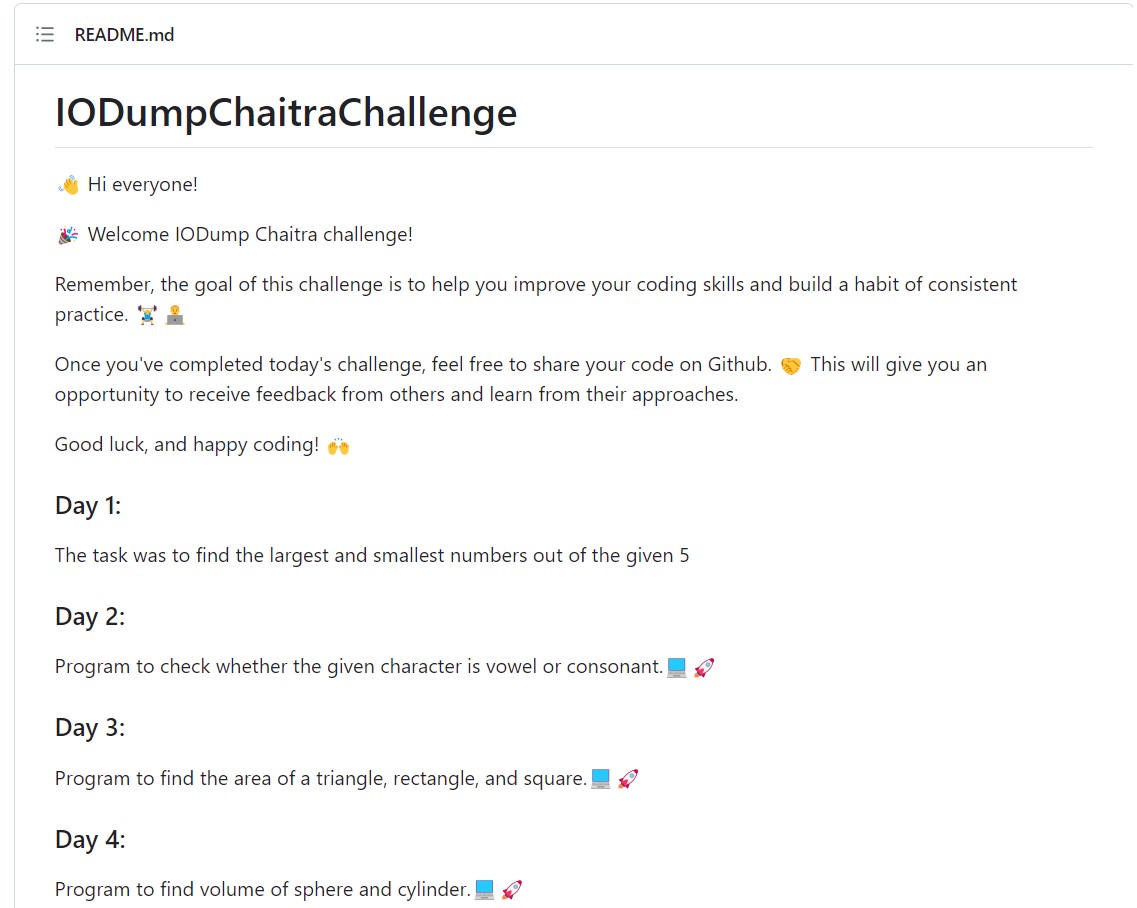 README.md
IODumpChaitraChallenge
👋 Hi everyone!
🎉 Welcome IODump Chaitra challenge!
Remember, the goal of this challenge is to help you improve your coding skills and build a habit of consistent
practice. 🏋️ 🧑‍💻
Once you've completed today's challenge, feel free to share your code on Github. 🤝 This will give you an
opportunity to receive feedback from others and learn from their approaches.
Good luck, and happy coding! 🙌
Day 1:
The task was to find the largest and smallest numbers out of the given 5
Day 2:
Program to check whether the given character is vowel or consonant.💻 🚀
Day 3:
Program to find the area of a triangle, rectangle, and square.💻 🚀
Day 4:
Program to find volume of sphere and cylinder.💻 🚀